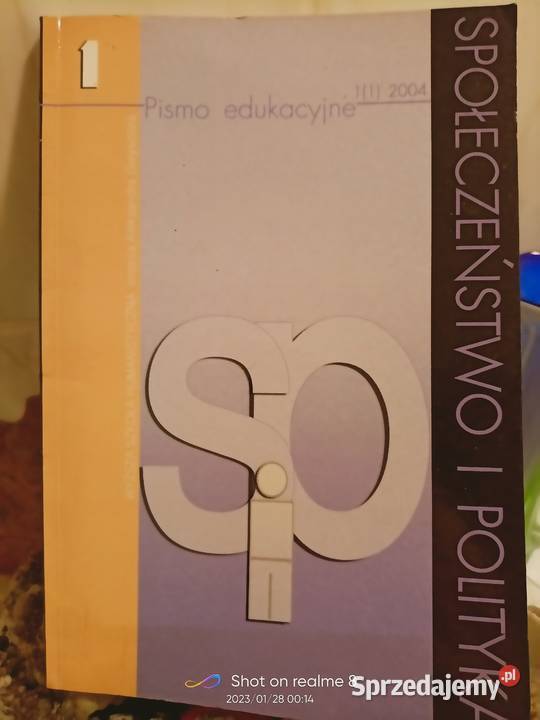 1
Pismo edukacyjne 1(1) 2004
SPOŁECZEŃSTWO I POLITYKA
SiP
Shot on realme 8
2023/01/28 00:14
Sprzedajemy.pl